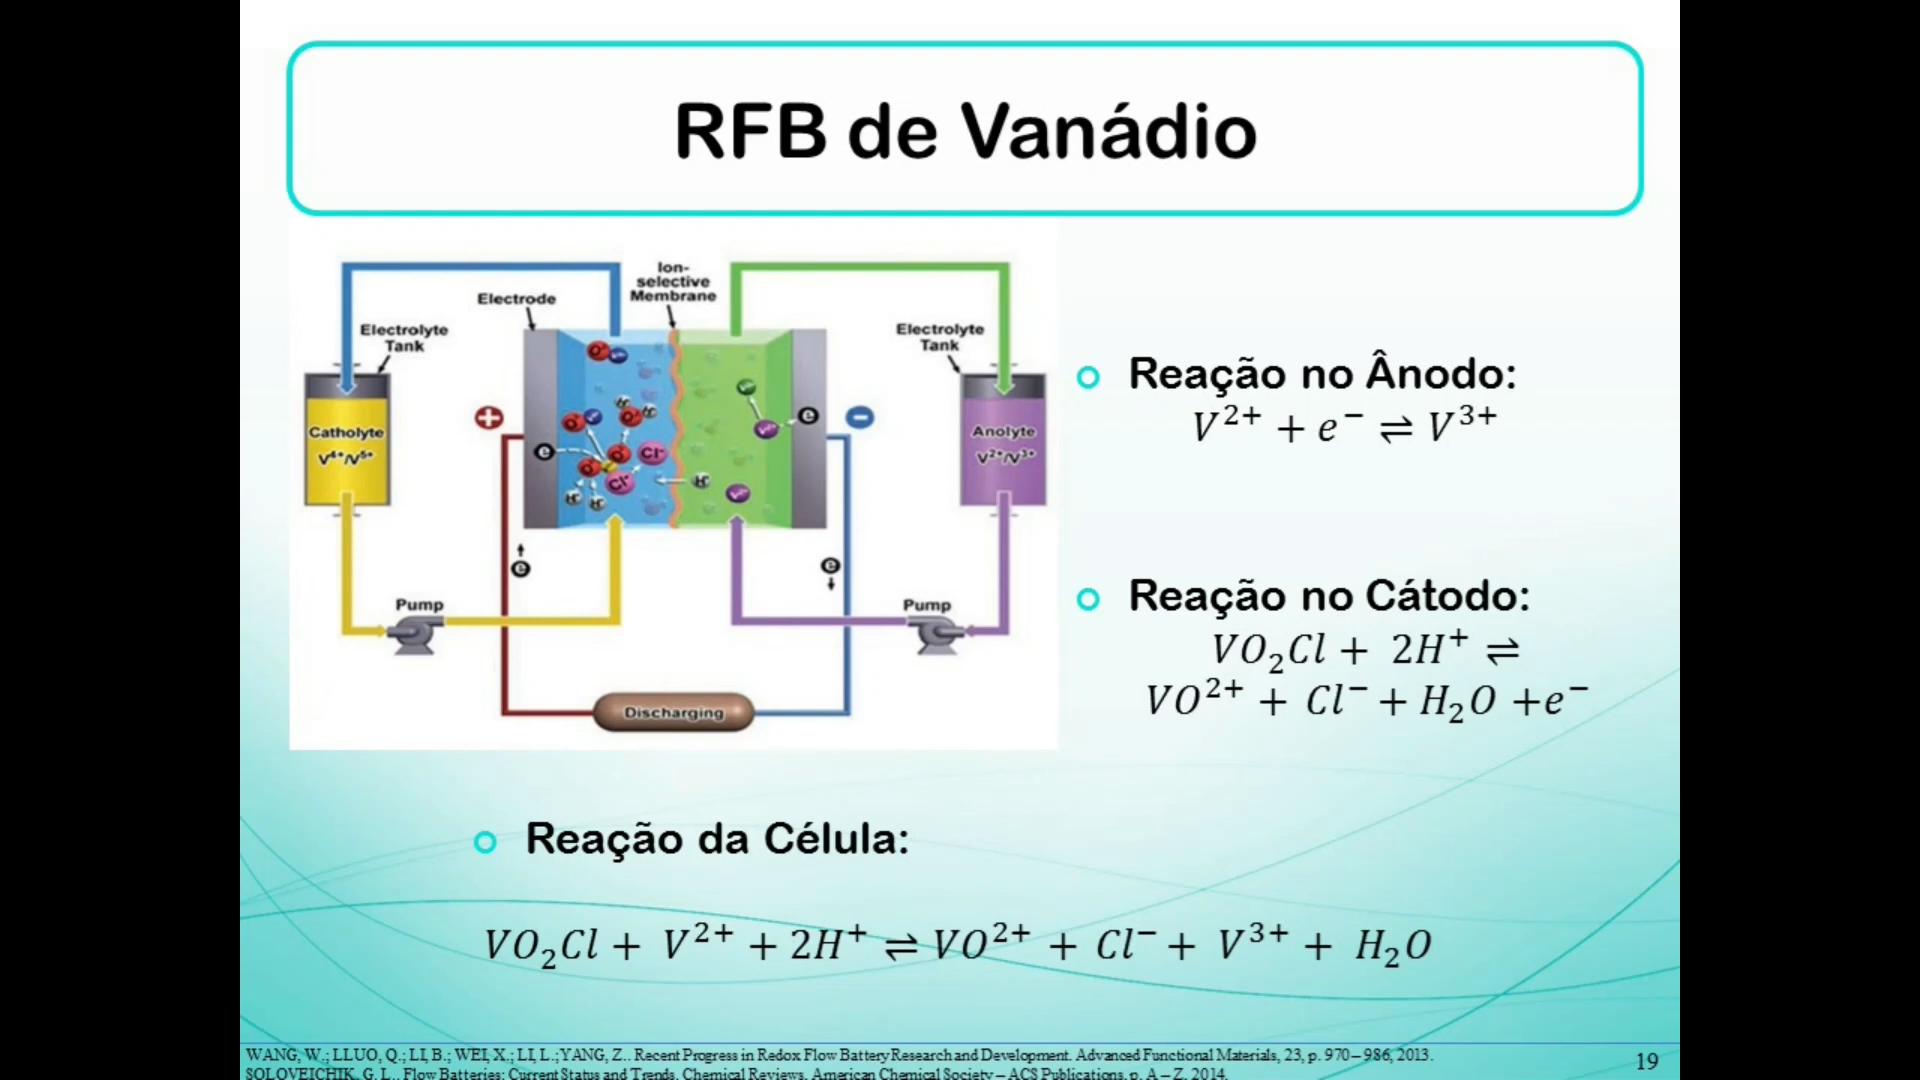 RFB de Vanádio
Ion-
selective
Membrane
Electrode
Electrolyte
Tank
Electrolyte
Tank
Catholyte
V⁴⁺/V⁵⁺
Anolyte
V²⁺/V³⁺
Cl⁻
Cl⁻
H⁺
H⁺
H⁺
e⁻
e⁻
e⁻
e⁻
Pump
Pump
Discharging
Reação no Ânodo:
V²⁺ + e⁻ ⇌ V³⁺
Reação no Cátodo:
VO₂Cl + 2H⁺ ⇌
VO²⁺ + Cl⁻ + H₂O + e⁻
Reação da Célula:
VO₂Cl + V²⁺ + 2H⁺ ⇌ VO²⁺ + Cl⁻ + V³⁺ + H₂O
WANG, W.; LLUO, Q.; LI, B.; WEI, X.; LI, L.; YANG, Z.. Recent Progress in Redox Flow Battery Research and Development. Advanced Functional Materials, 23, p. 970–986, 2013.
SOLOVEICHIK, G. L.. Flow Batteries: Current Status and Trends. Chemical Reviews, American Chemical Society – ACS Publications, p. A – Z, 2014.
19